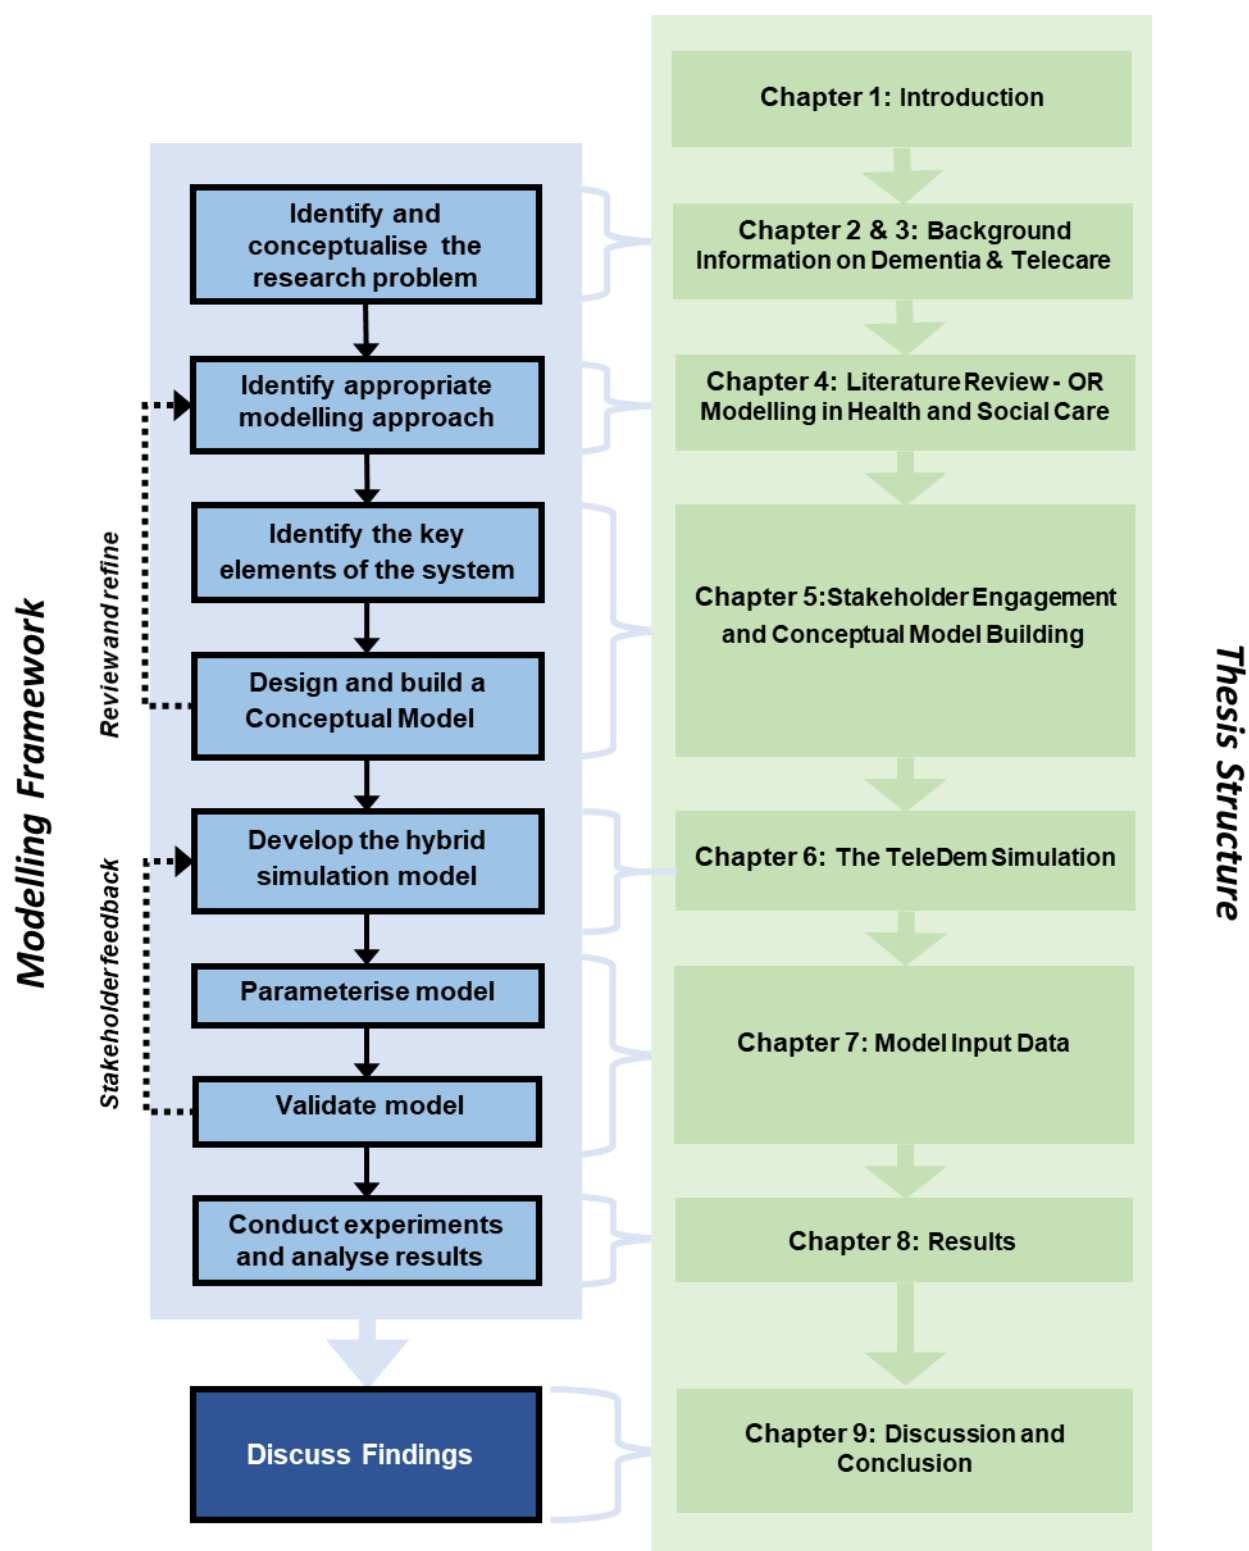 Modelling Framework
Identify and
conceptualise the
research problem
Identify appropriate
modelling approach
Identify the key
elements of the system
Design and build a
Conceptual Model
Review and refine
Develop the hybrid
simulation model
Parameterise model
Validate model
Stakeholder feedback
Conduct experiments
and analyse results
Discuss Findings
Chapter 1: Introduction
Chapter 2 & 3: Background
Information on Dementia & Telecare
Chapter 4: Literature Review - OR
Modelling in Health and Social Care
Chapter 5:Stakeholder Engagement
and Conceptual Model Building
Chapter 6: The TeleDem Simulation
Chapter 7: Model Input Data
Chapter 8: Results
Chapter 9: Discussion and
Conclusion
Thesis Structure